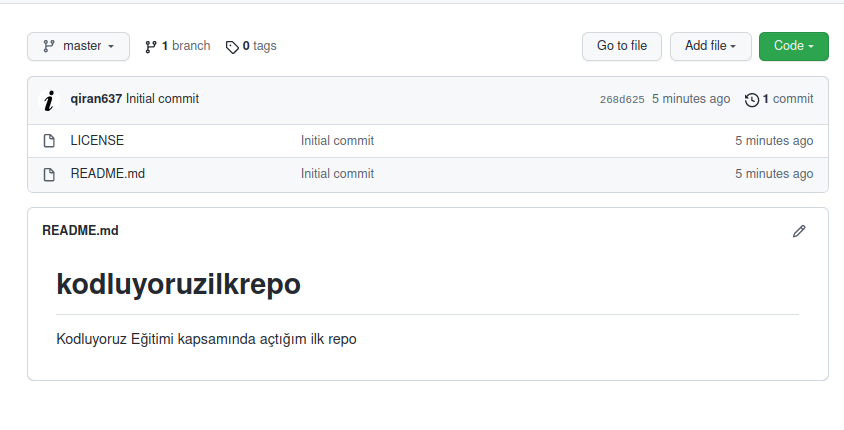 master
1 branch
0 tags
Go to file
Add file
Code
qiran637 Initial commit
268d625 5 minutes ago
1 commit
LICENSE
Initial commit
5 minutes ago
README.md
Initial commit
5 minutes ago
README.md
kodluyoruzilkrepo
Kodluyoruz Eğitimi kapsamında açtığım ilk repo